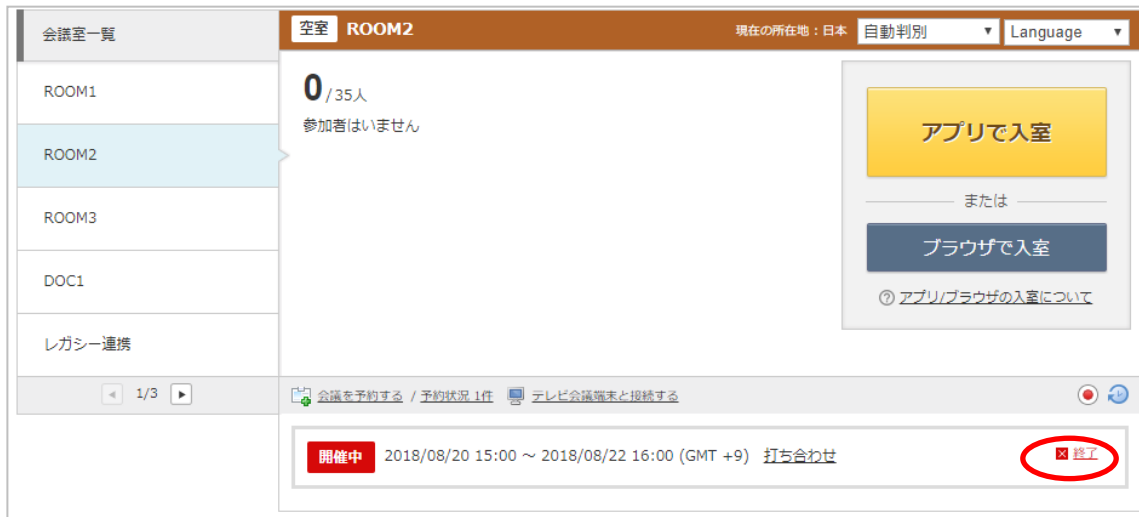 会議室一覧
ROOM1
ROOM2
ROOM3
DOC1
レガシー連携
1/3
空室 ROOM2 現在の所在地：日本 自動判別 Language
0/35人
参加者はいません
アプリで入室
または
ブラウザで入室
? アプリ/ブラウザの入室について
会議を予約する / 予約状況 1件 テレビ会議端末と接続する
開催中 2018/08/20 15:00 ～ 2018/08/22 16:00 (GMT +9) 打ち合わせ 終了